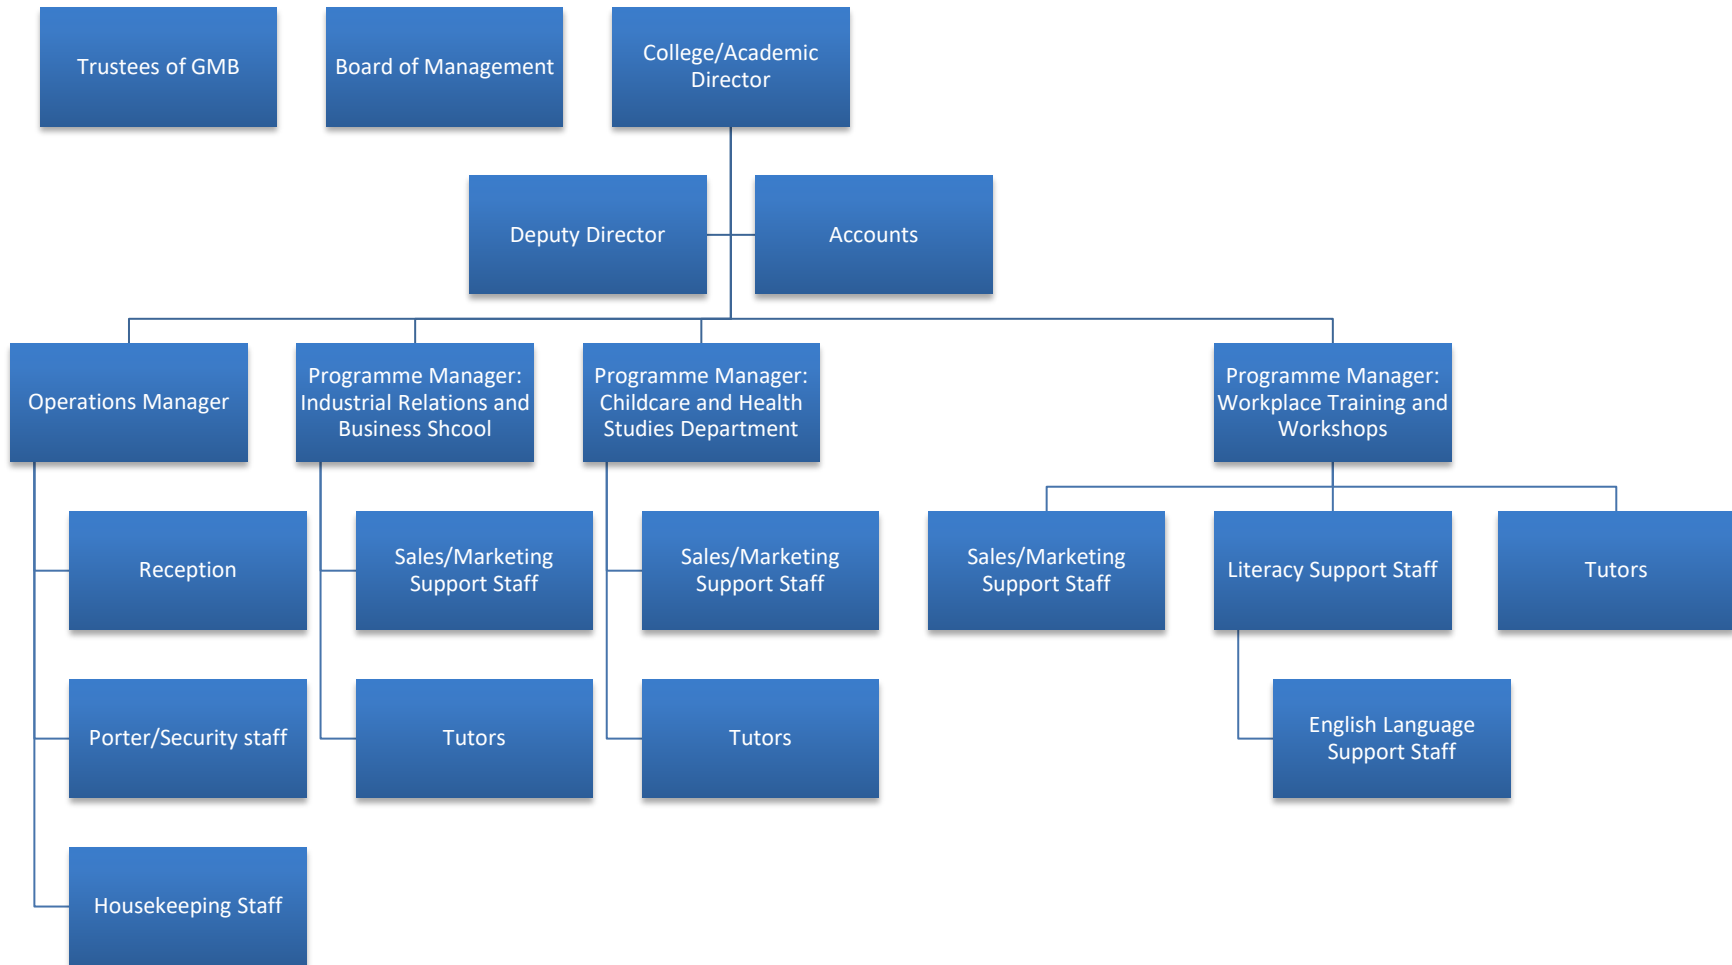 Trustees of GMB
Board of Management
College/Academic
Director
Deputy Director
Accounts
Operations Manager
Programme Manager:
Industrial Relations and
Business Shcool
Programme Manager:
Childcare and Health
Studies Department
Programme Manager:
Workplace Training and
Workshops
Reception
Sales/Marketing
Support Staff
Sales/Marketing
Support Staff
Sales/Marketing
Support Staff
Literacy Support Staff
Tutors
Porter/Security staff
Tutors
Tutors
English Language
Support Staff
Housekeeping Staff